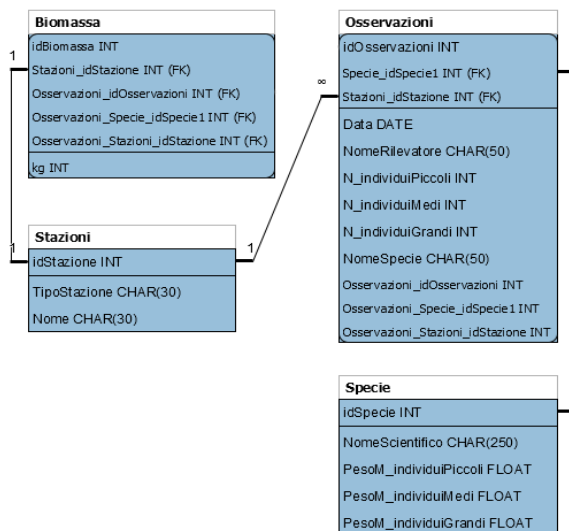 Biomassa
idBiomassa INT
Stazioni_idStazione INT (FK)
Osservazioni_idOsservazioni INT (FK)
Osservazioni_Specie_idSpecie1 INT (FK)
Osservazioni_Stazioni_idStazione INT (FK)
kg INT
1
1
Stazioni
idStazione INT
TipoStazione CHAR(30)
Nome CHAR(30)
1
∞
Osservazioni
idOsservazioni INT
Specie_idSpecie1 INT (FK)
Stazioni_idStazione INT (FK)
Data DATE
NomeRilevatore CHAR(50)
N_individuiPiccoli INT
N_individuiMedi INT
N_individuiGrandi INT
NomeSpecie CHAR(50)
Osservazioni_idOsservazioni INT
Osservazioni_Specie_idSpecie1 INT
Osservazioni_Stazioni_idStazione INT
Specie
idSpecie INT
NomeScientifico CHAR(250)
PesoM_individuiPiccoli FLOAT
PesoM_individuiMedi FLOAT
PesoM_individuiGrandi FLOAT